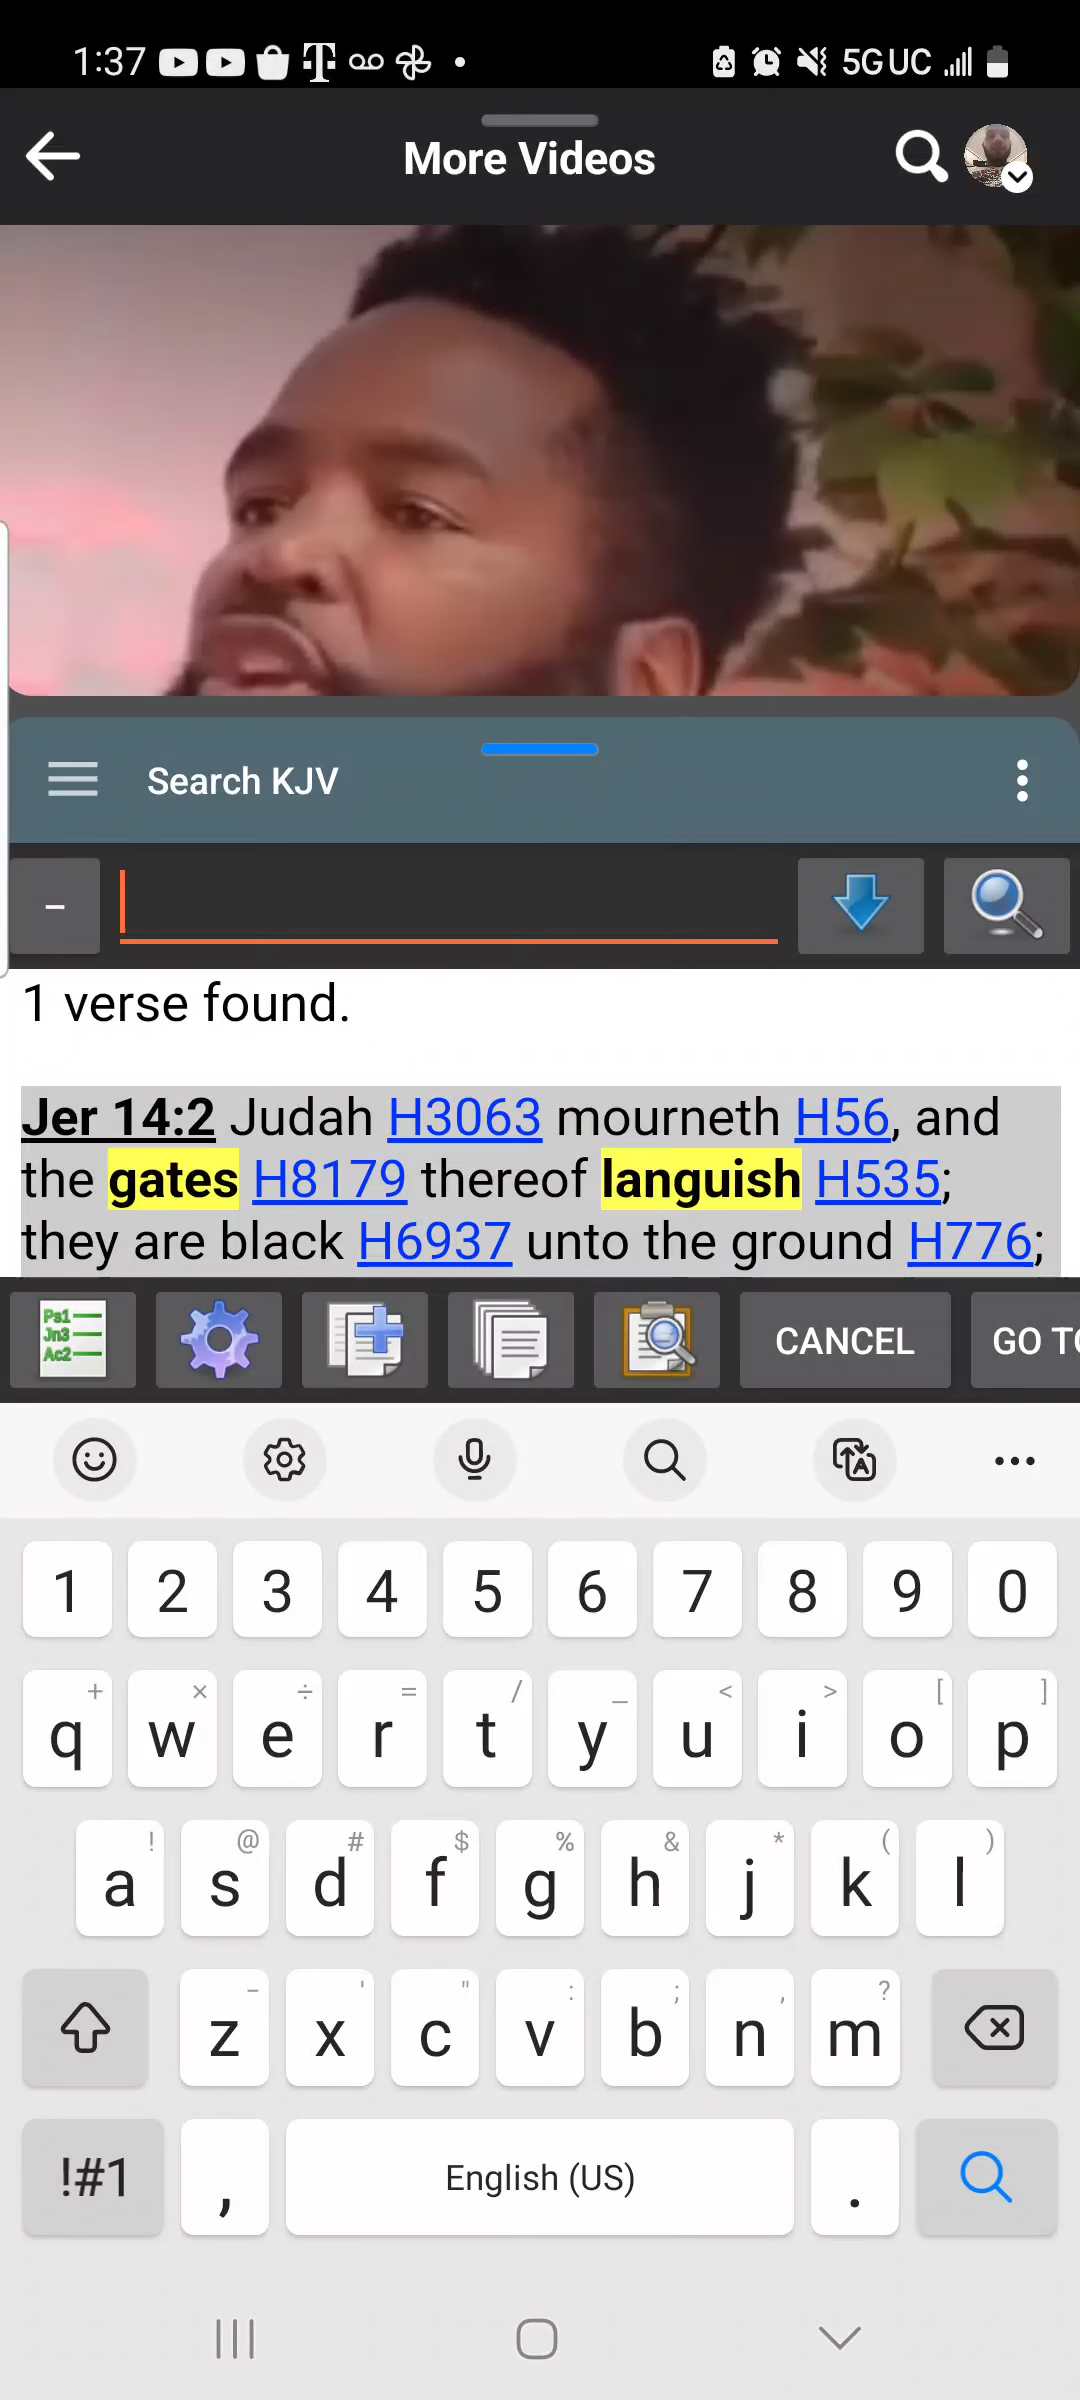 1:37 5G UC
More Videos
Search KJV
–
1 verse found.
Jer 14:2 Judah H3063 mourneth H56, and
the gates H8179 thereof languish H535;
they are black H6937 unto the ground H776;
Ps1
Jn3
Ac2
CANCEL
GO TO
1 2 3 4 5 6 7 8 9 0
+ × ÷ = / _ < > [ ]
q w e r t y u i o p
! @ # $ % & * ( )
a s d f g h j k l
- ' " : ; , ?
z x c v b n m
!#1 , English (US) .